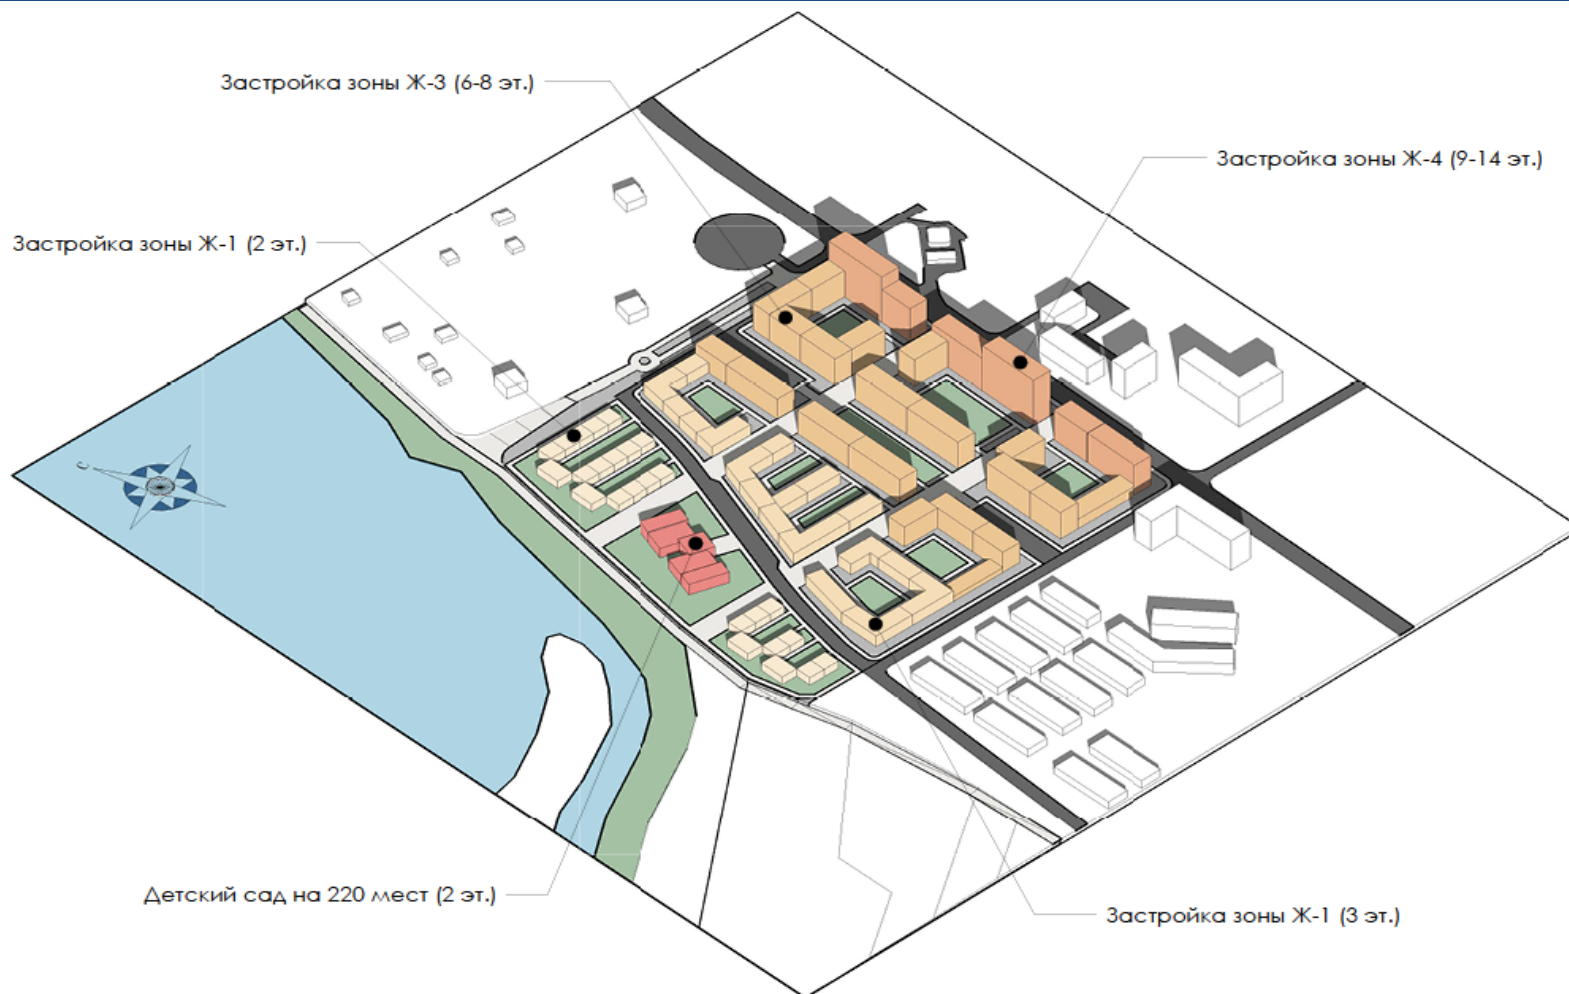 Застройка зоны Ж-3 (6-8 эт.)
Застройка зоны Ж-4 (9-14 эт.)
Застройка зоны Ж-1 (2 эт.)
С
Детский сад на 220 мест (2 эт.)
Застройка зоны Ж-1 (3 эт.)